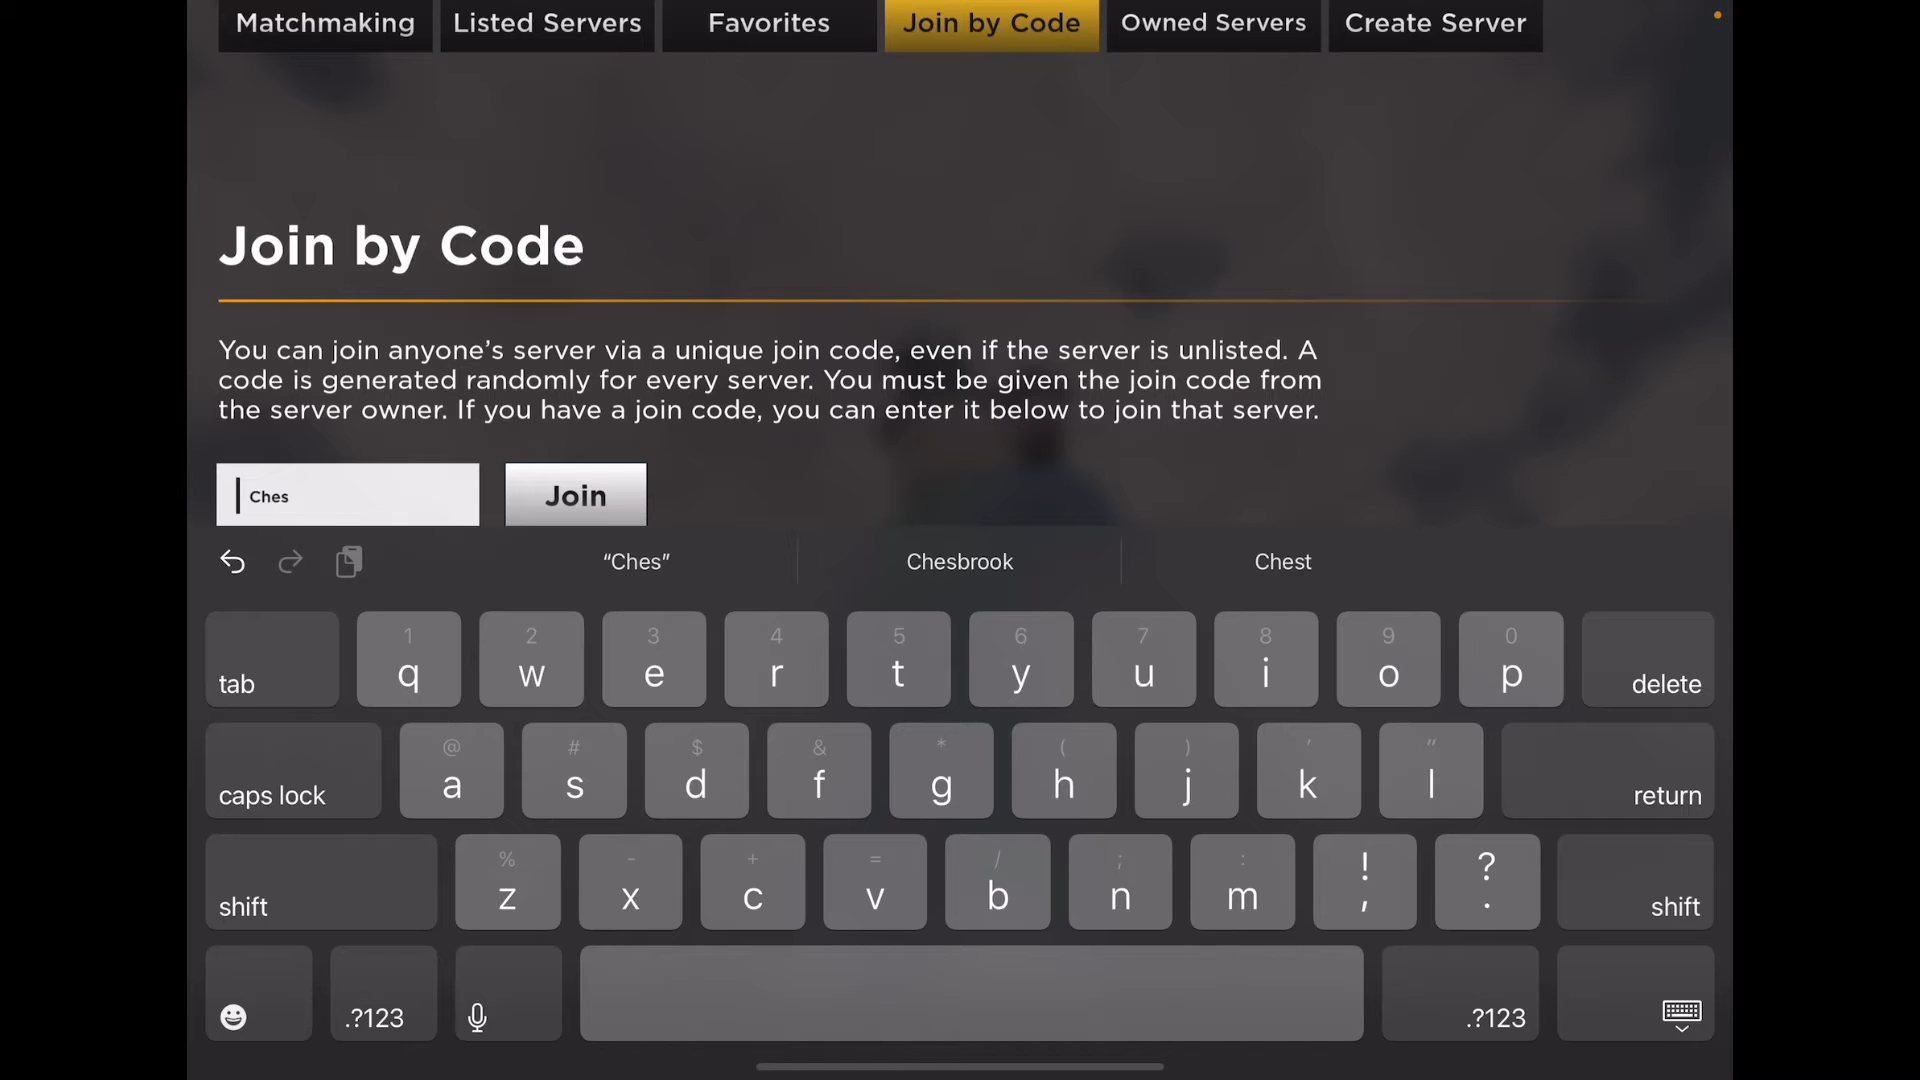 Matchmaking Listed Servers Favorites Join by Code Owned Servers Create Server
Join by Code
You can join anyone’s server via a unique join code, even if the server is unlisted. A
code is generated randomly for every server. You must be given the join code from
the server owner. If you have a join code, you can enter it below to join that server.
Ches Join
“Ches” Chesbrook Chest
1 2 3 4 5 6 7 8 9 0
tab q w e r t y u i o p delete
@ # $ & * ( ) ' "
caps lock a s d f g h j k l return
% - + = / ; : ! ?
shift z x c v b n m , . shift
.?123 .?123